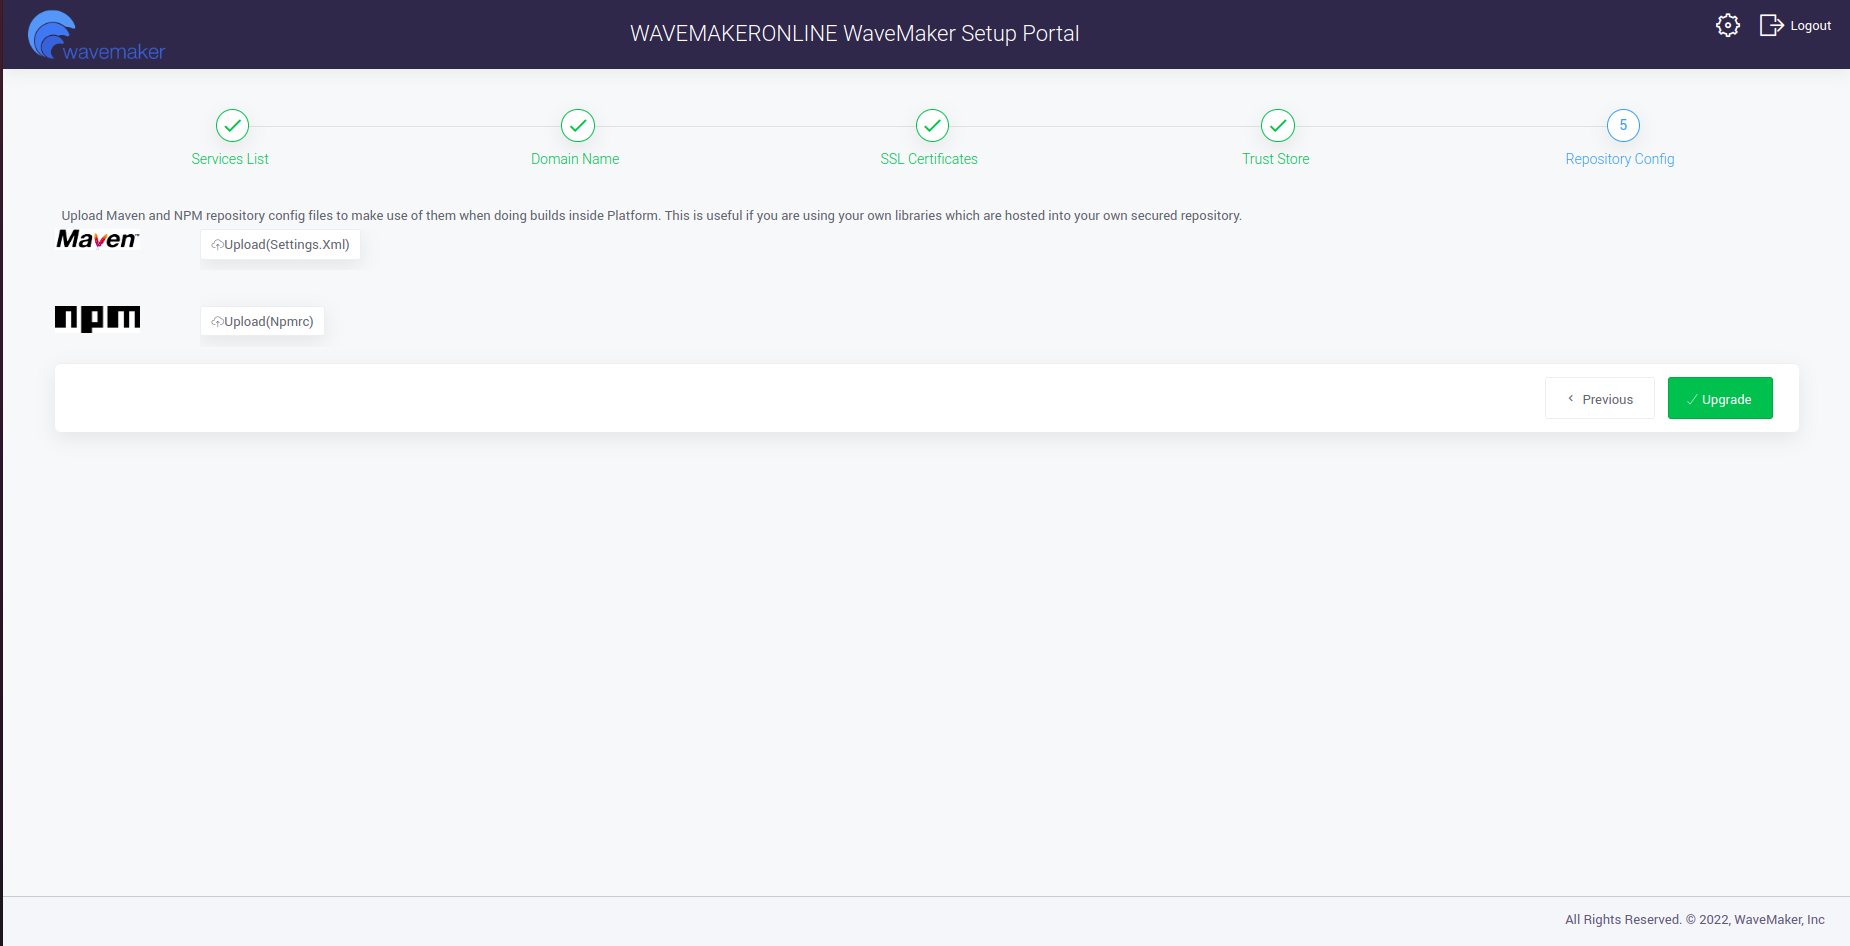 wavemaker
WAVEMAKERONLINE WaveMaker Setup Portal
Logout
5
Services List
Domain Name
SSL Certificates
Trust Store
Repository Config
Upload Maven and NPM repository config files to make use of them when doing builds inside Platform. This is useful if you are using your own libraries which are hosted into your own secured repository.
Maven™
Upload(Settings.Xml)
npm
Upload(Npmrc)
Previous
Upgrade
All Rights Reserved. © 2022, WaveMaker, Inc